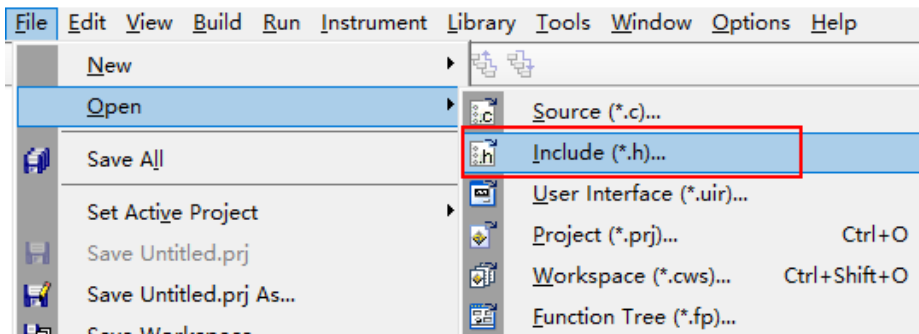 File Edit View Build Run Instrument Library Tools Window Options Help
New
Open
Save All
Set Active Project
Save Untitled.prj
Save Untitled.prj As...
Save Workspace
Source (*.c)...
Include (*.h)...
User Interface (*.uir)...
Project (*.prj)... Ctrl+O
Workspace (*.cws)... Ctrl+Shift+O
Function Tree (*.fp)...